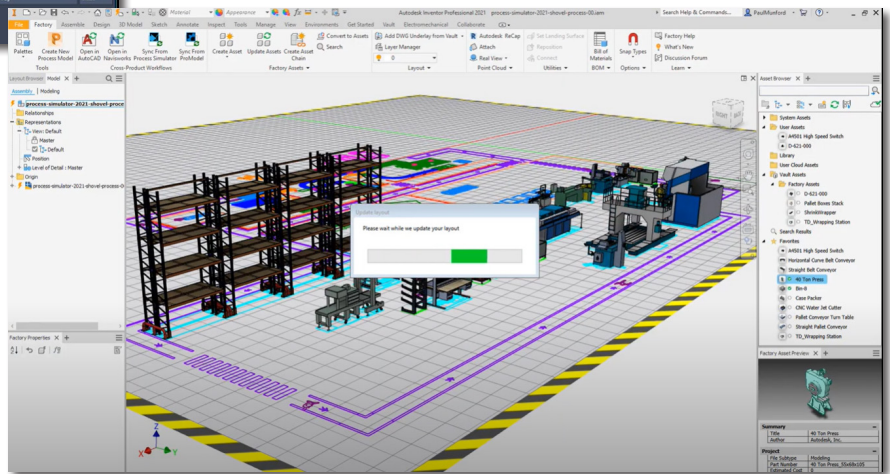 Material
Appearance
Autodesk Inventor Professional 2021 process-simulator-2021-shovel-process-00.iam
Search Help & Commands...
PaulMunford
File Factory Assemble Design 3D Model Sketch Annotate Inspect Tools Manage View Environments Get Started Vault Electromechanical Collaborate
Palettes
Create New Process Model
Open in AutoCAD
Open in Navisworks
Sync From Process Simulator
Sync From ProModel
Create Asset
Update Assets
Create Asset Chain
Convert to Assets
Search
Add DWG Underlay from Vault
Layer Manager
0
Autodesk ReCap
Attach
Real View
Set Landing Surface
Reposition
Connect
Bill of Materials
Snap Types
Factory Help
What's New
Discussion Forum
Tools
Cross-Product Workflows
Factory Assets
Layout
Point Cloud
Utilities
BOM
Options
Learn
Layout Browser Model X +
Assembly | Modeling
process-simulator-2021-shovel-proce
Relationships
Representations
View: Default
Master
Default
Position
Level of Detail : Master
Origin
process-simulator-2021-shovel-process-0
Factory Properties X +
RIGHT
Update layout
Please wait while we update your layout
Z
X
Y
Asset Browser X +
System Assets
User Assets
A4501 High Speed Switch
D-621-000
Library
User Cloud Assets
Vault Assets
Factory Assets
D-621-000
Pallet Boxes Stack
ShrinkWrapper
TD_Wrapping Station
Search Results
Favorites
A4501 High Speed Switch
Horizontal Curve Belt Conveyor
Straight Belt Conveyor
40 Ton Press
Bin-8
Case Packer
CNC Water Jet Cutter
Pallet Conveyor Turn Table
Straight Pallet Conveyor
TD_Wrapping Station
Factory Asset Preview X +
Summary
Title 40 Ton Press
Author Autodesk, Inc.
Project
File Subtype Modeling
Part Number 40 Ton Press_55x68x105
Estimated Cost 0